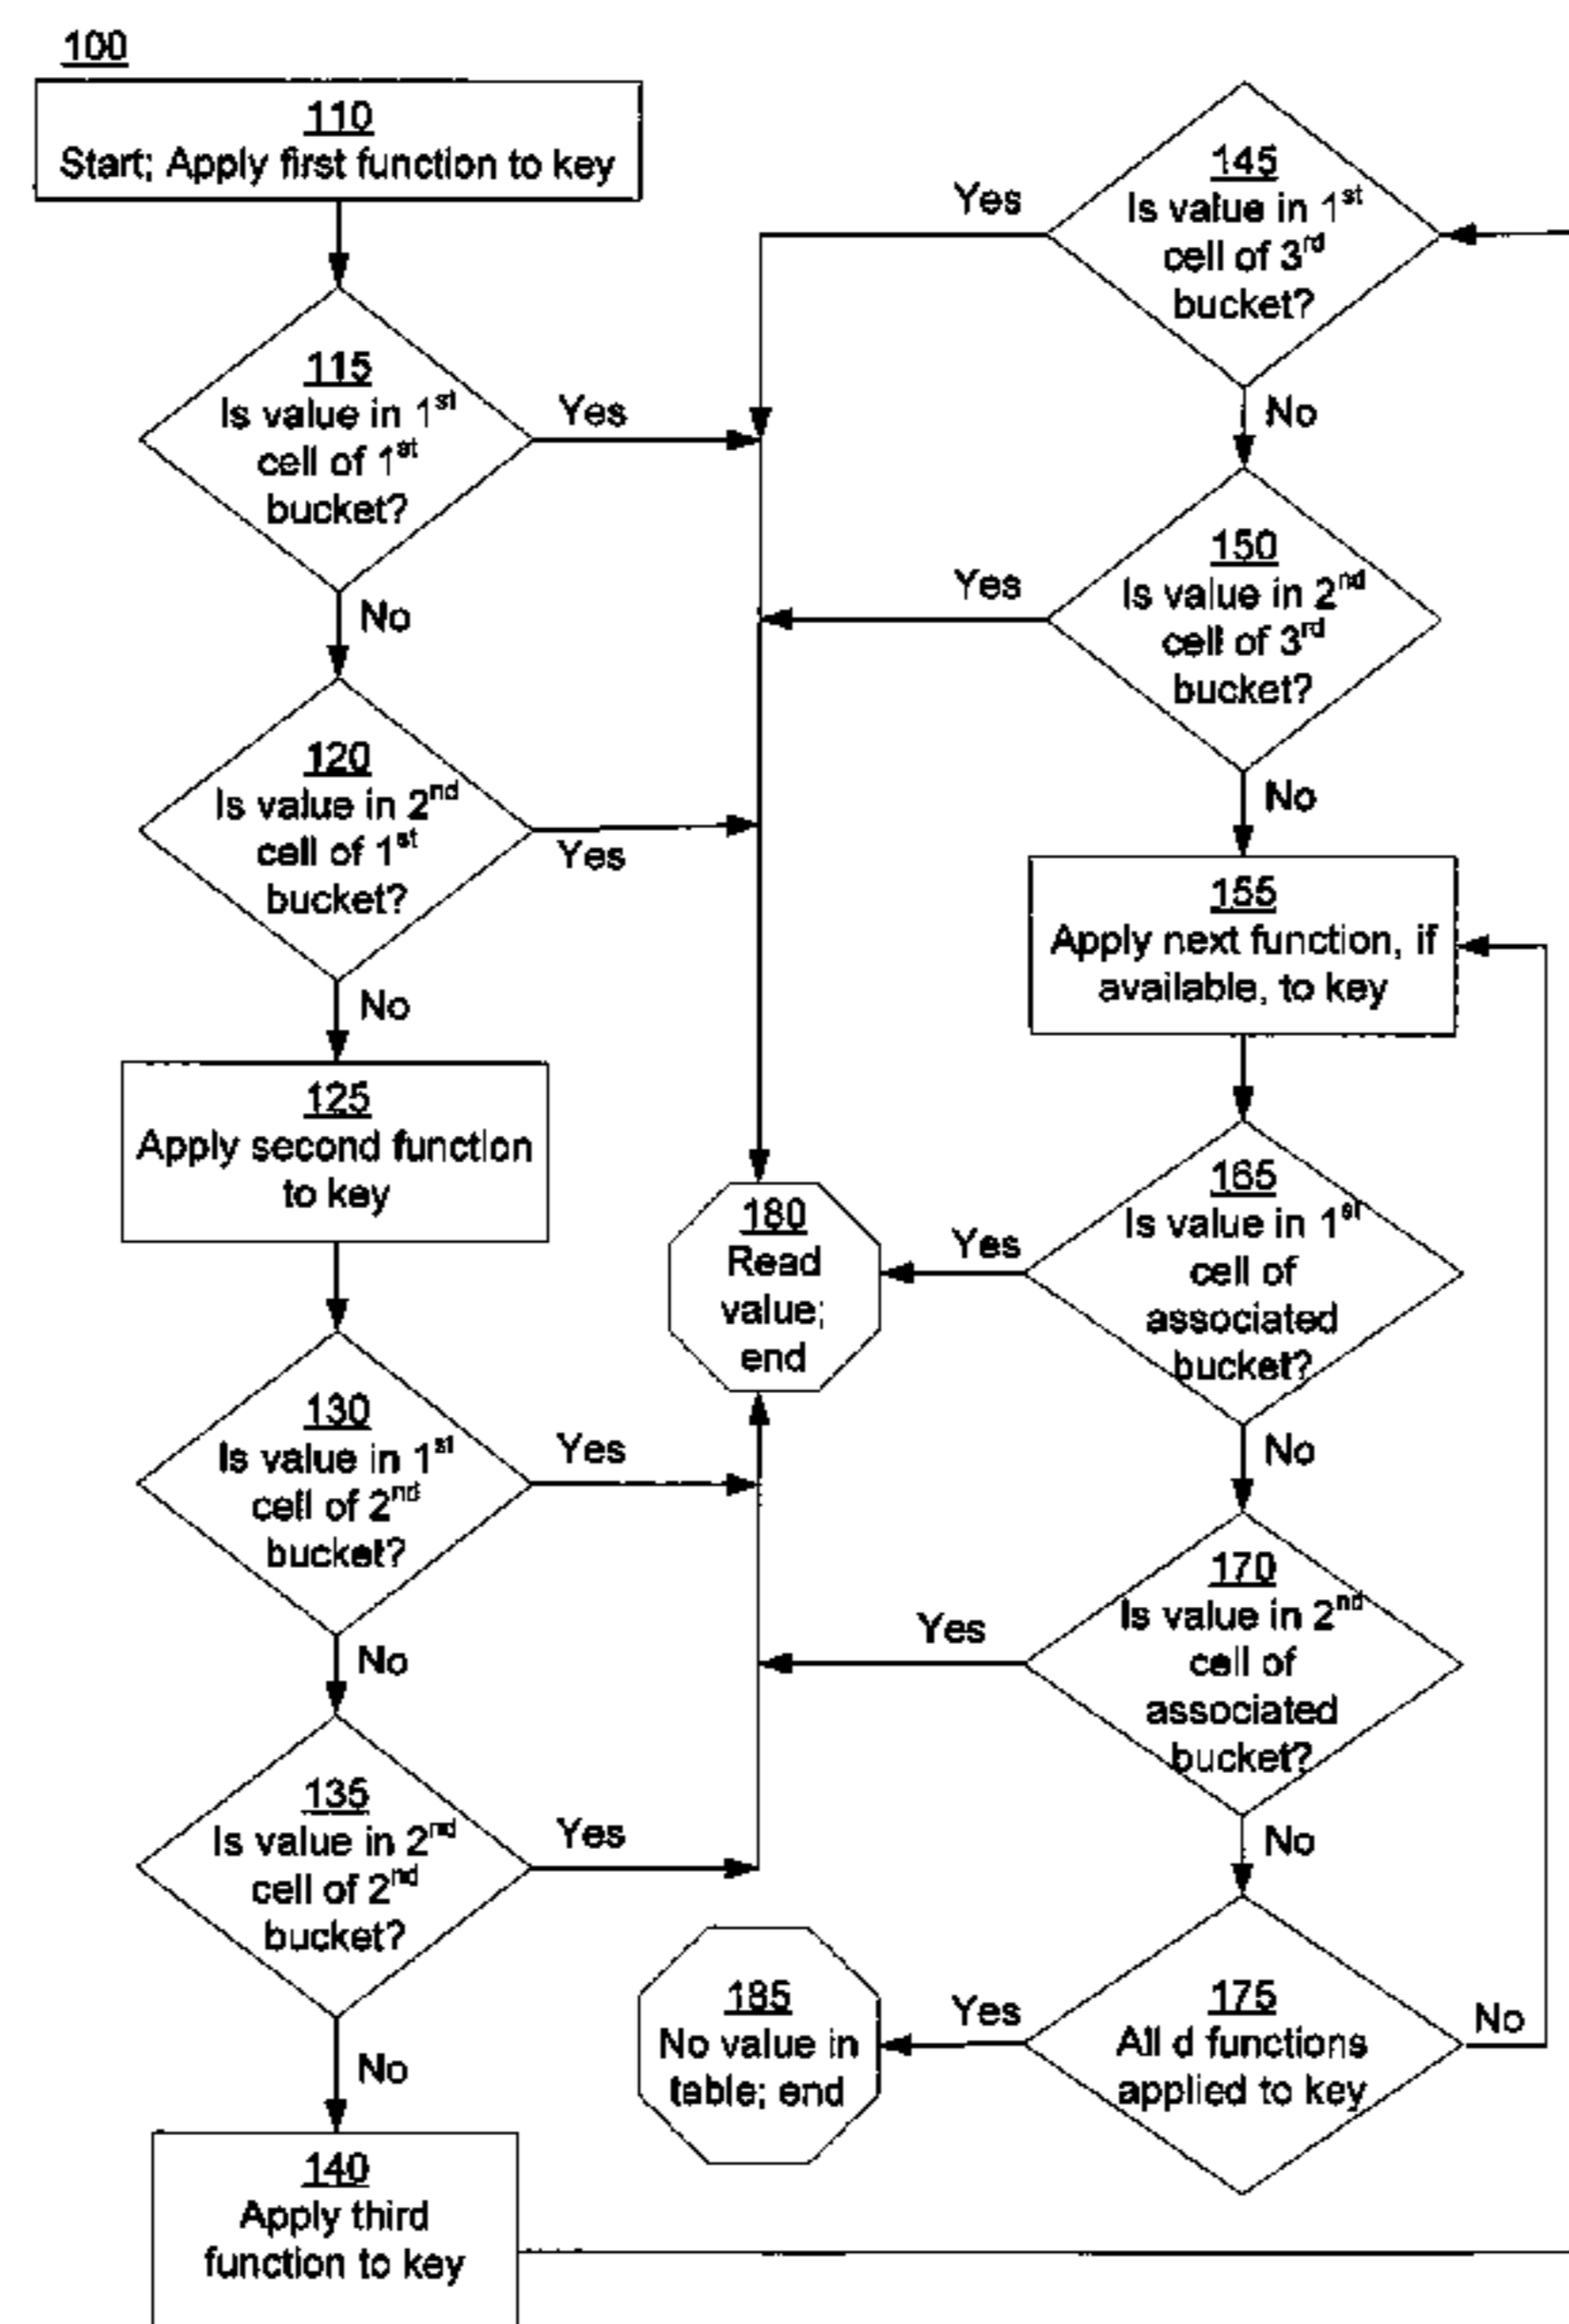 100
110
Start; Apply first function to key
115
Is value in 1st
cell of 1st
bucket?
Yes
No
120
Is value in 2nd
cell of 1st
bucket?
Yes
No
125
Apply second function
to key
130
Is value in 1st
cell of 2nd
bucket?
Yes
No
135
Is value in 2nd
cell of 2nd
bucket?
Yes
No
140
Apply third
function to key
145
Is value in 1st
cell of 3rd
bucket?
Yes
No
150
Is value in 2nd
cell of 3rd
bucket?
Yes
No
155
Apply next function, if
available, to key
165
Is value in 1st
cell of
associated
bucket?
Yes
No
170
Is value in 2nd
cell of
associated
bucket?
Yes
No
175
All d functions
applied to key
Yes
No
180
Read
value;
end
185
No value in
table; end